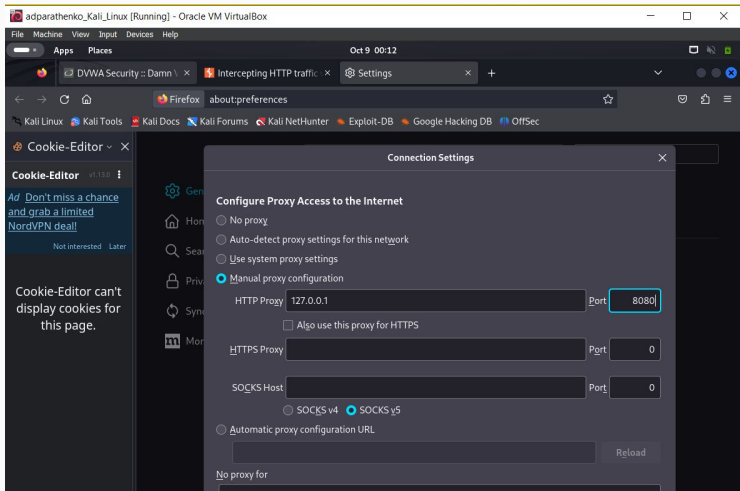 adparathenko_Kali_Linux [Running] - Oracle VM VirtualBox
File Machine View Input Devices Help
Apps Places Oct 9 00:12
DVWA Security :: Damn \ Intercepting HTTP traffic Settings
Firefox about:preferences
Kali Linux Kali Tools Kali Docs Kali Forums Kali NetHunter Exploit-DB Google Hacking DB OffSec
Cookie-Editor
Connection Settings
Cookie-Editor v1.13.0
Ad Don't miss a chance
and grab a limited
NordVPN deal!
Not interested Later
Cookie-Editor can't
display cookies for
this page.
Gen
Hon
Sear
Priv
Sync
Mor
Configure Proxy Access to the Internet
No proxy
Auto-detect proxy settings for this network
Use system proxy settings
Manual proxy configuration
HTTP Proxy 127.0.0.1 Port 8080
Also use this proxy for HTTPS
HTTPS Proxy Port 0
SOCKS Host Port 0
SOCKS v4 SOCKS v5
Automatic proxy configuration URL
Reload
No proxy for